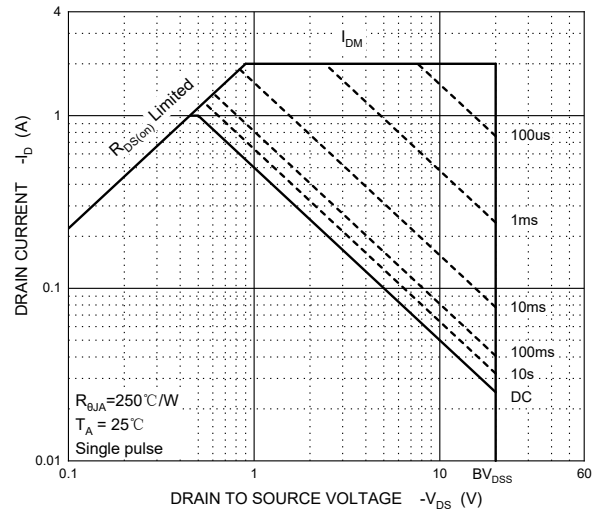 4
I_DM
R_DS(on) Limited
1
100us
1ms
0.1
10ms
100ms
10s
DC
R_θJA=250℃/W
T_A = 25℃
Single pulse
0.01
0.1
1
10
BV_DSS
60
DRAIN TO SOURCE VOLTAGE -V_DS (V)
DRAIN CURRENT -I_D (A)